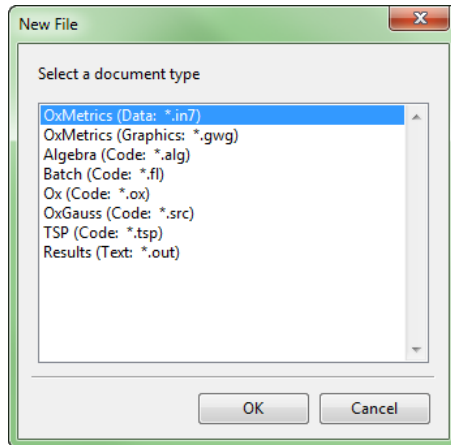 New File
Select a document type
OxMetrics (Data: *.in7)
OxMetrics (Graphics: *.gwg)
Algebra (Code: *.alg)
Batch (Code: *.fl)
Ox (Code: *.ox)
OxGauss (Code: *.src)
TSP (Code: *.tsp)
Results (Text: *.out)
OK Cancel